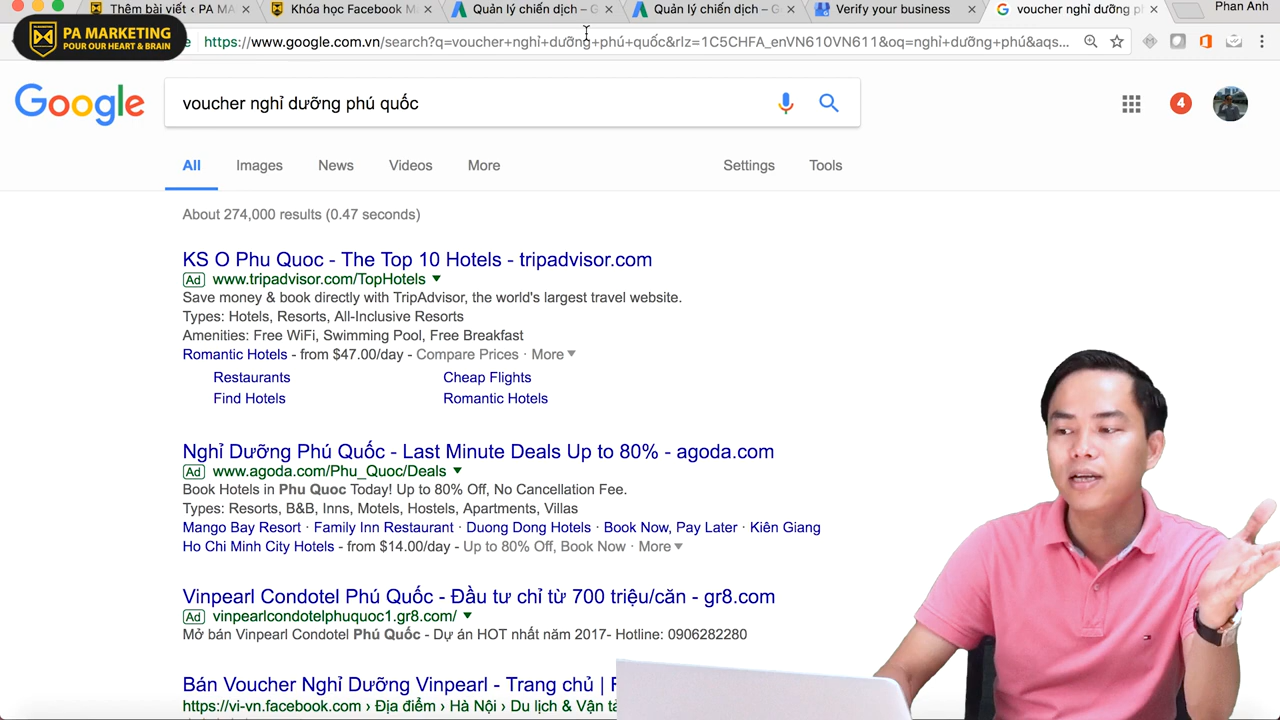 Thêm bài viết ‹ PA M
Khóa học Facebook M
Quản lý chiến dịch – G
Quản lý chiến dịch – G
Verify your business
voucher nghỉ dưỡng ph
Phan Anh
PA MARKETING
POUR OUR HEART & BRAIN
https://www.google.com.vn/search?q=voucher+nghỉ+dưỡng+phú+quốc&rlz=1C5CHFA_enVN610VN611&oq=nghỉ+dưỡng+phú&aqs...
Google
voucher nghỉ dưỡng phú quốc
4
All Images News Videos More Settings Tools
About 274,000 results (0.47 seconds)
KS O Phu Quoc - The Top 10 Hotels - tripadvisor.com
Ad www.tripadvisor.com/TopHotels
Save money & book directly with TripAdvisor, the world's largest travel website.
Types: Hotels, Resorts, All-Inclusive Resorts
Amenities: Free WiFi, Swimming Pool, Free Breakfast
Romantic Hotels - from $47.00/day - Compare Prices · More
Restaurants Cheap Flights
Find Hotels Romantic Hotels
Nghỉ Dưỡng Phú Quốc - Last Minute Deals Up to 80% - agoda.com
Ad www.agoda.com/Phu_Quoc/Deals
Book Hotels in Phu Quoc Today! Up to 80% Off, No Cancellation Fee.
Types: Resorts, B&B, Inns, Motels, Hostels, Apartments, Villas
Mango Bay Resort · Family Inn Restaurant · Duong Dong Hotels · Book Now, Pay Later · Kiên Giang
Ho Chi Minh City Hotels - from $14.00/day - Up to 80% Off, Book Now · More
Vinpearl Condotel Phú Quốc - Đầu tư chỉ từ 700 triệu/căn - gr8.com
Ad vinpearlcondotelphuquoc1.gr8.com/
Mở bán Vinpearl Condotel Phú Quốc - Dự án HOT nhất năm 2017- Hotline: 0906282280
Bán Voucher Nghỉ Dưỡng Vinpearl - Trang chủ | F
https://vi-vn.facebook.com › Địa điểm › Hà Nội › Du lịch & Vận tả